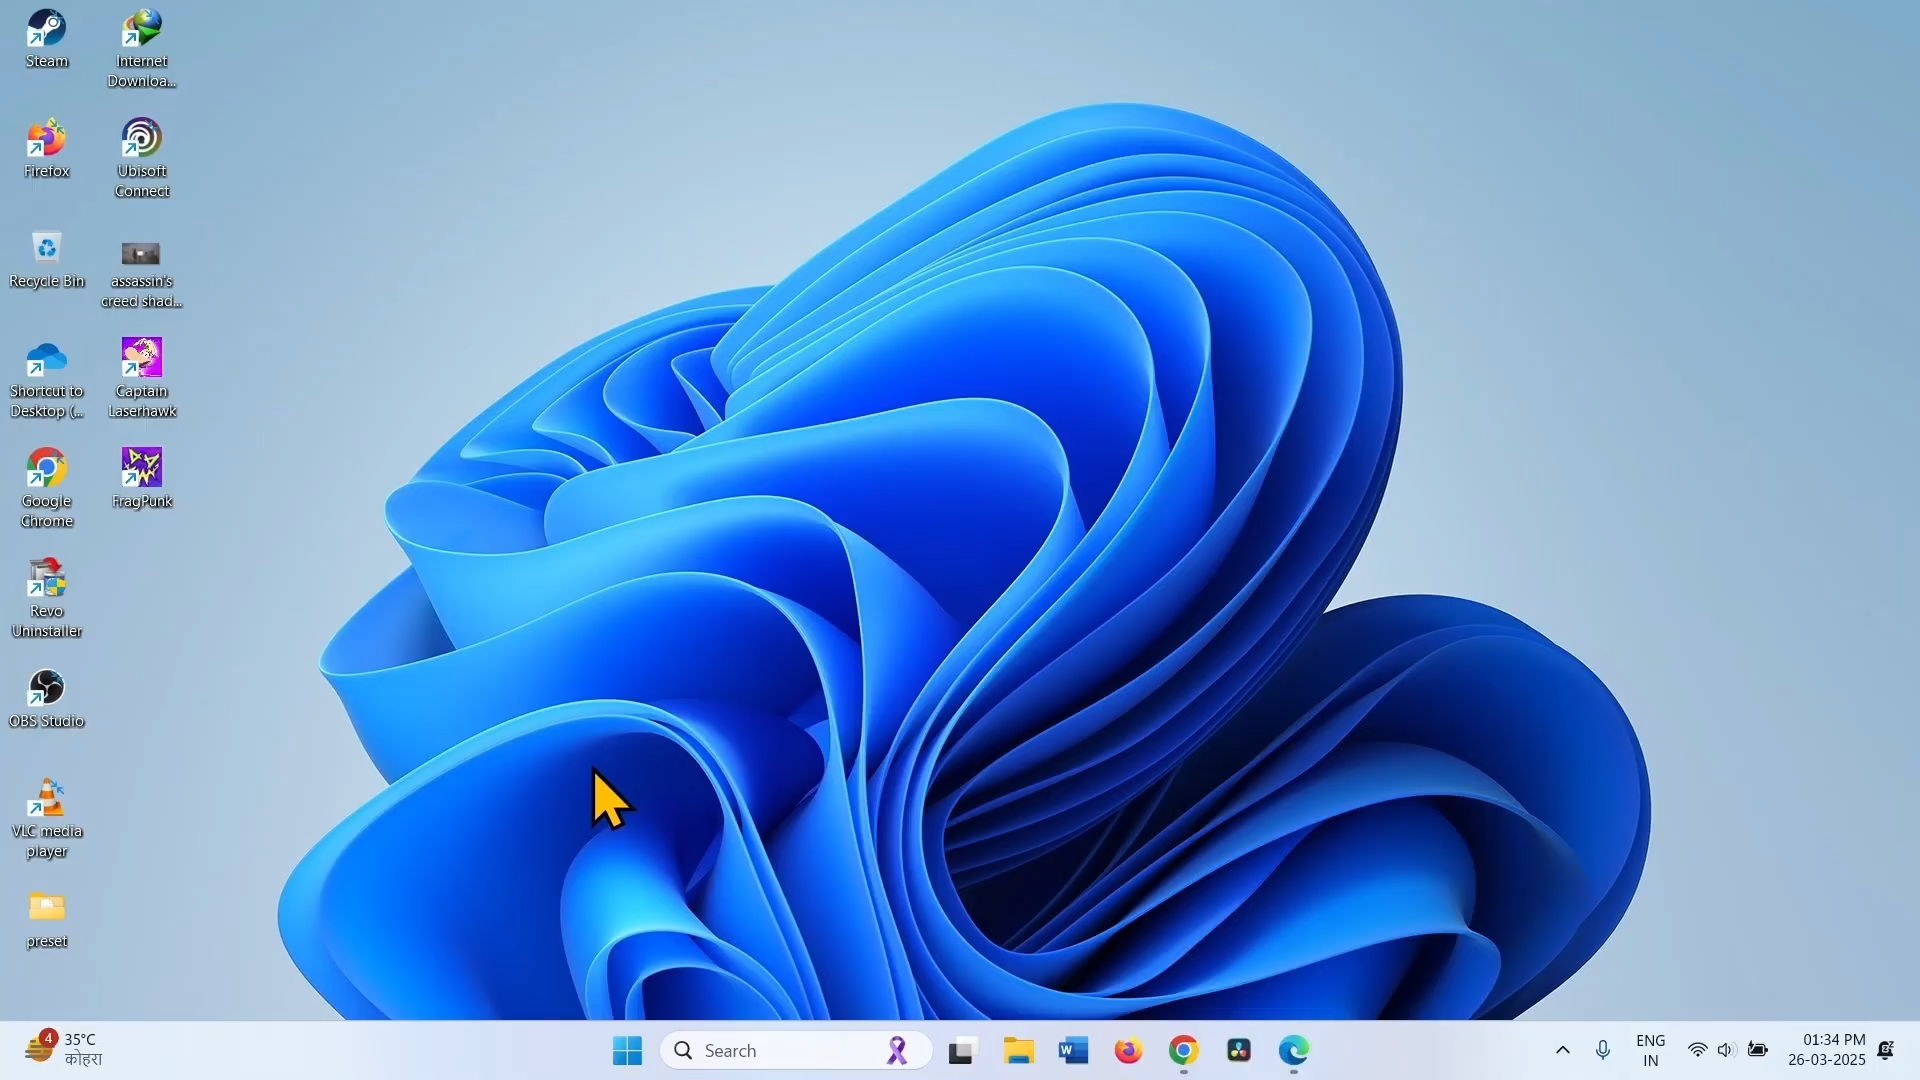 Steam
Internet
Downloa...
Firefox
Ubisoft
Connect
Recycle Bin
assassin's
creed shad...
Shortcut to
Desktop (...
Captain
Laserhawk
Google
Chrome
FragPunk
Revo
Uninstaller
OBS Studio
VLC media
player
preset
4
35°C
कोहरा
Search
W
ENG
IN
01:34 PM
26-03-2025